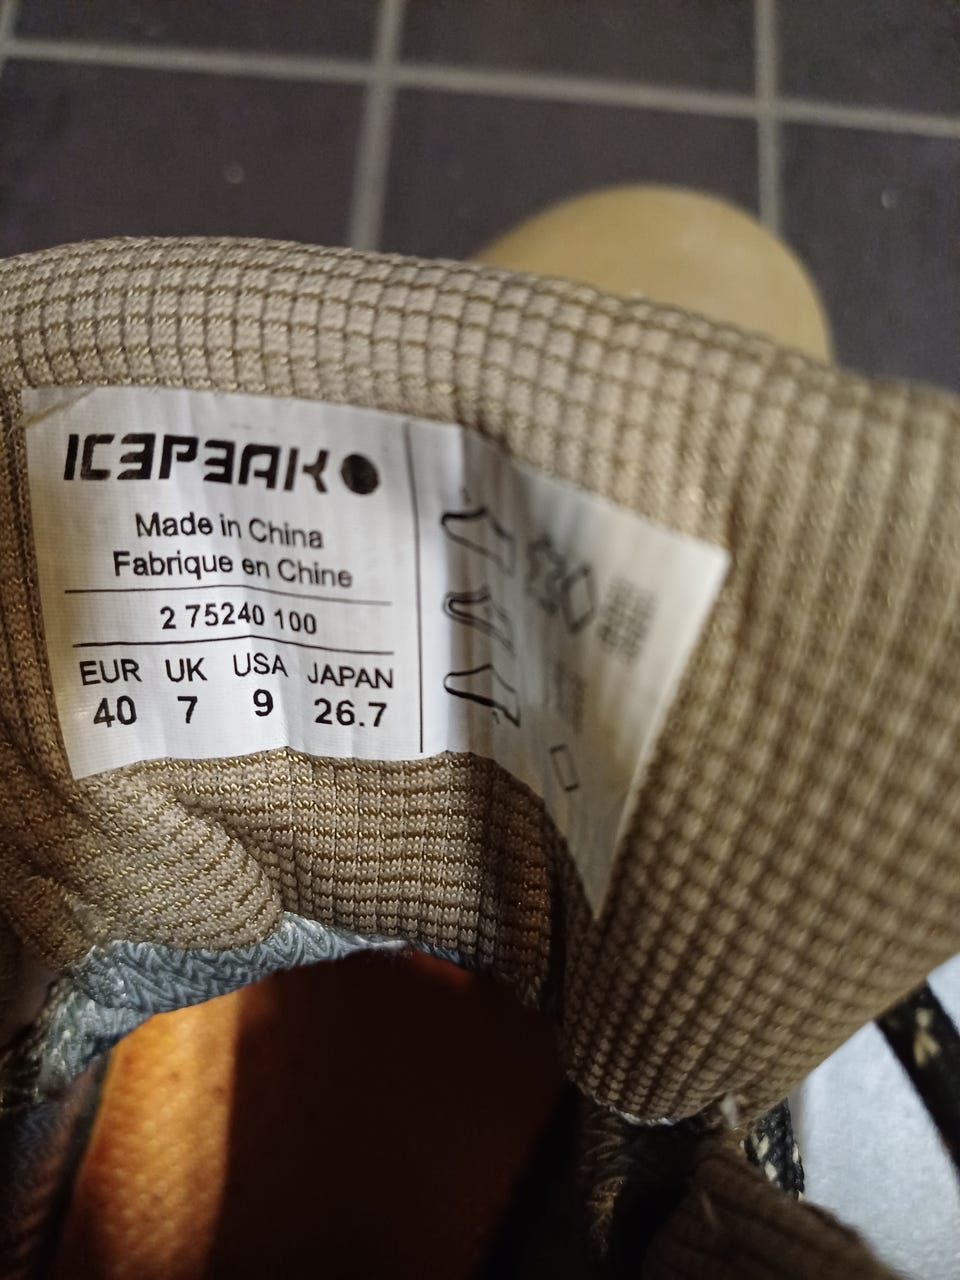 ICEPEAK
Made in China
Fabrique en Chine
2 75240 100
EUR UK USA JAPAN
40 7 9 26.7